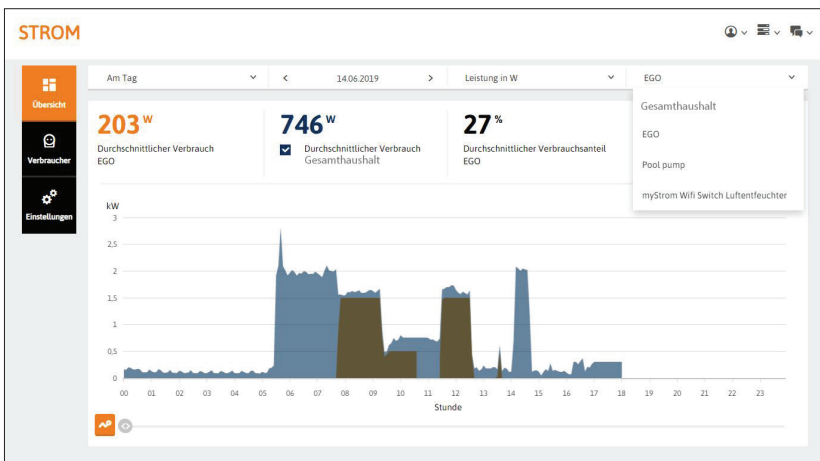 STROM
Am Tag
14.06.2019
Leistung in W
EGO
Übersicht
Verbraucher
Einstellungen
203 W
Durchschnittlicher Verbrauch
EGO
746 W
Durchschnittlicher Verbrauch
Gesamthaushalt
27 %
Durchschnittlicher Verbrauchsanteil
EGO
Gesamthaushalt
EGO
Pool pump
myStrom Wifi Switch Luftentfeuchter
kW
3
2,5
2
1,5
1
0,5
0
00 01 02 03 04 05 06 07 08 09 10 11 12 13 14 15 16 17 18 19 20 21 22 23
Stunde